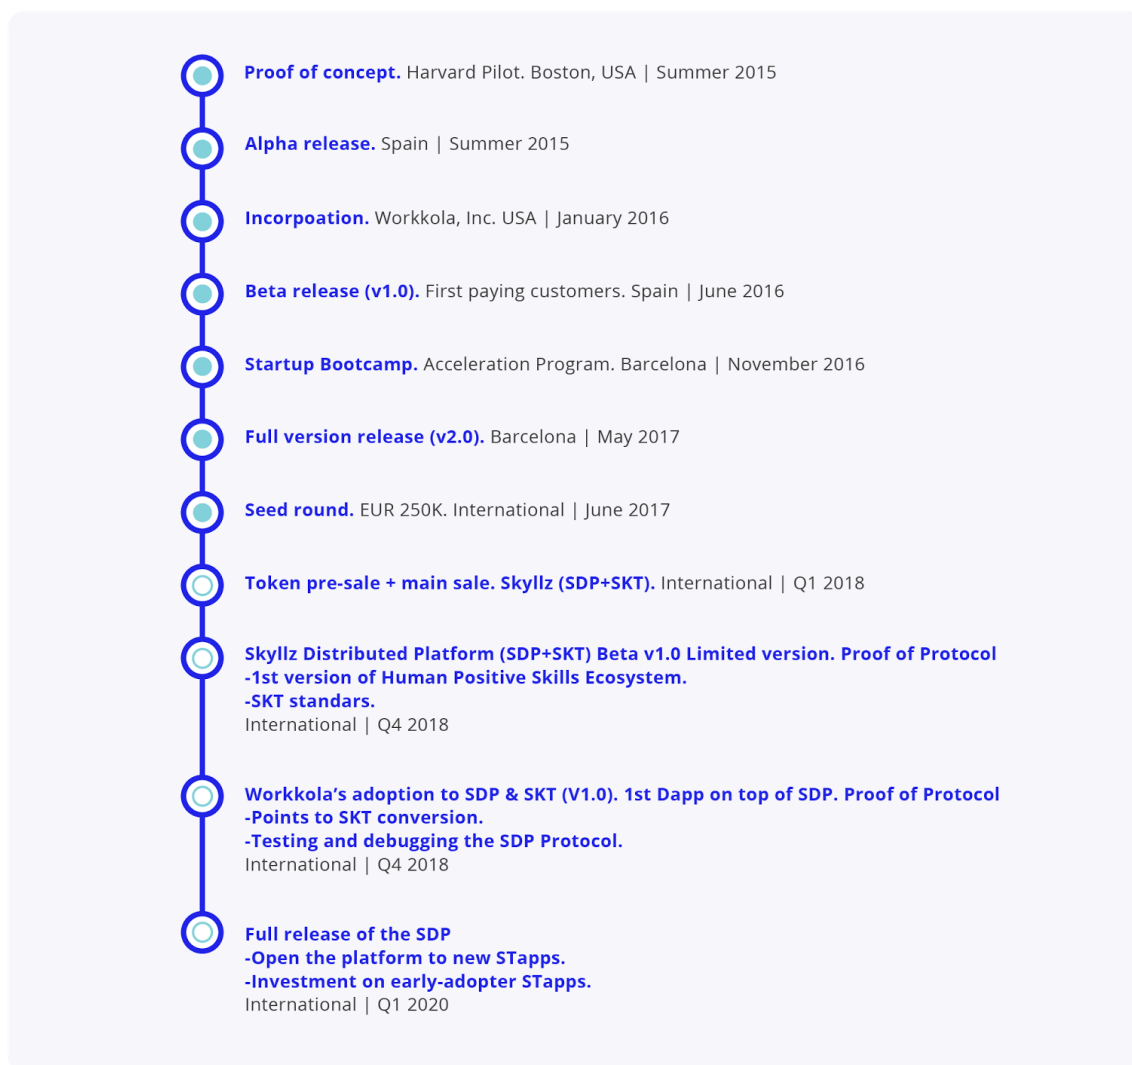 Proof of concept. Harvard Pilot. Boston, USA | Summer 2015
Alpha release. Spain | Summer 2015
Incorpoation. Workkola, Inc. USA | January 2016
Beta release (v1.0). First paying customers. Spain | June 2016
Startup Bootcamp. Acceleration Program. Barcelona | November 2016
Full version release (v2.0). Barcelona | May 2017
Seed round. EUR 250K. International | June 2017
Token pre-sale + main sale. Skyllz (SDP+SKT). International | Q1 2018
Skyllz Distributed Platform (SDP+SKT) Beta v1.0 Limited version. Proof of Protocol
-1st version of Human Positive Skills Ecosystem.
-SKT standars.
International | Q4 2018
Workkola’s adoption to SDP & SKT (V1.0). 1st Dapp on top of SDP. Proof of Protocol
-Points to SKT conversion.
-Testing and debugging the SDP Protocol.
International | Q4 2018
Full release of the SDP
-Open the platform to new STapps.
-Investment on early-adopter STapps.
International | Q1 2020